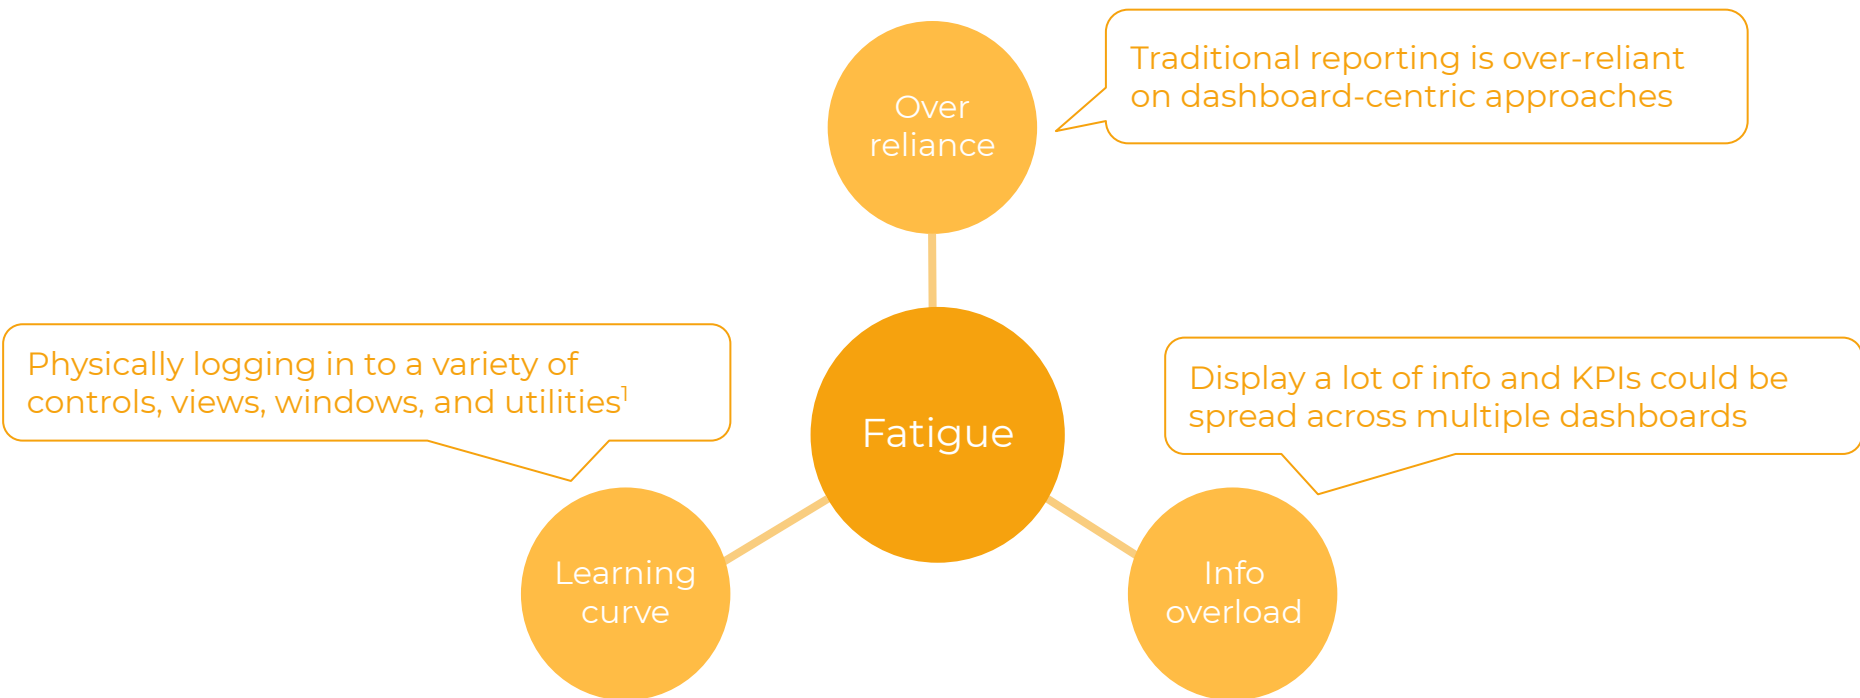 Over
reliance
Traditional reporting is over-reliant
on dashboard-centric approaches
Physically logging in to a variety of
controls, views, windows, and utilities¹
Fatigue
Display a lot of info and KPIs could be
spread across multiple dashboards
Learning
curve
Info
overload